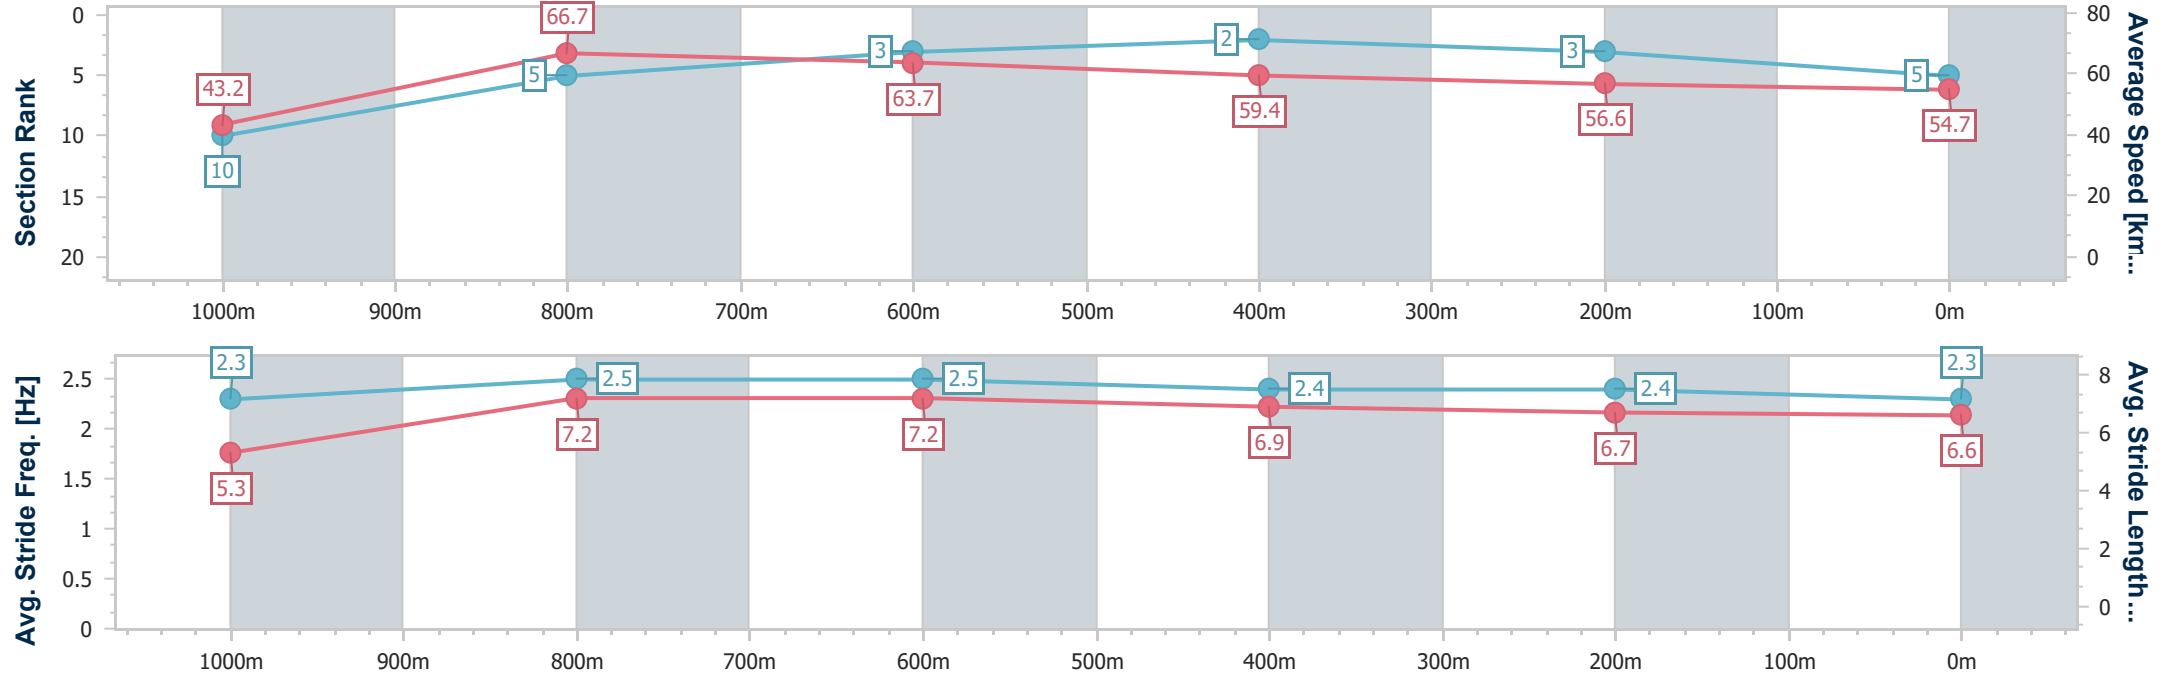 Section Rank
0
5
10
15
20
43.2
66.7
63.7
59.4
56.6
54.7
10
5
3
2
3
5
80
60
40
20
0
Average Speed [km...
1000m
900m
800m
700m
600m
500m
400m
300m
200m
100m
0m
Avg. Stride Freq. [Hz]
2.5
2
1.5
1
0.5
0
2.3
2.5
2.5
2.4
2.4
2.3
5.3
7.2
7.2
6.9
6.7
6.6
8
6
4
2
0
Avg. Stride Length...
1000m
900m
800m
700m
600m
500m
400m
300m
200m
100m
0m